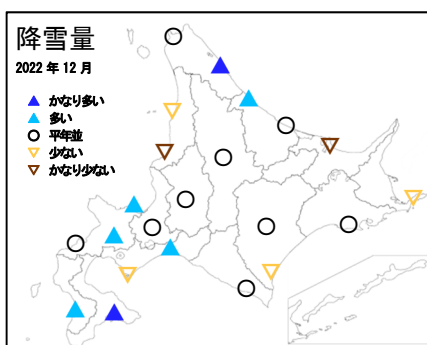 降雪量
2022 年 12 月
かなり多い
多い
平年並
少ない
かなり少ない